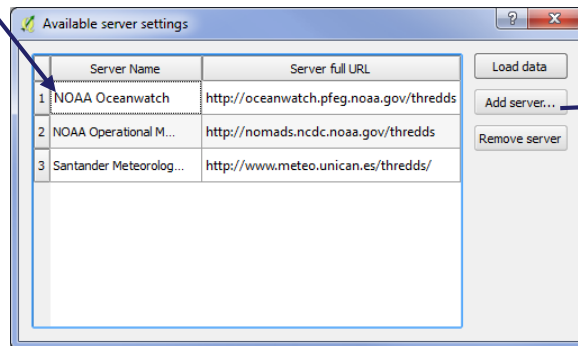 Available server settings
Server Name Server full URL
1 NOAA Oceanwatch http://oceanwatch.pfeg.noaa.gov/thredds
2 NOAA Operational M... http://nomads.ncdc.noaa.gov/thredds
3 Santander Meteorolog... http://www.meteo.unican.es/thredds/
Load data
Add server...
Remove server